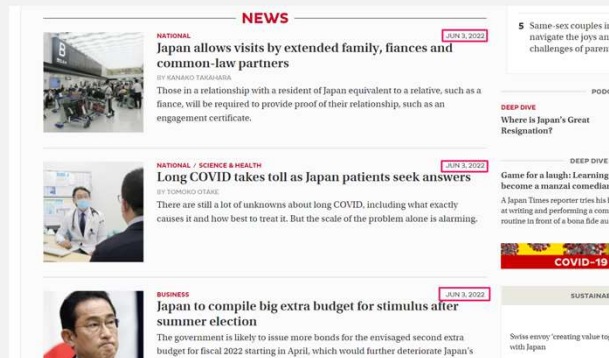 NEWS
NATIONAL
JUN 3, 2022
Japan allows visits by extended family, fiances and
common-law partners
BY KANAKO TAKAHARA
Those in a relationship with a resident of Japan equivalent to a relative, such as a
fiance, will be required to provide proof of their relationship, such as an
engagement certificate.
NATIONAL / SCIENCE & HEALTH
JUN 3, 2022
Long COVID takes toll as Japan patients seek answers
BY TOMOKO OTAKE
There are still a lot of unknowns about long COVID, including what exactly
causes it and how best to treat it. But the scale of the problem alone is alarming.
BUSINESS
JUN 3, 2022
Japan to compile big extra budget for stimulus after
summer election
The government is likely to issue more bonds for the envisaged second extra
budget for fiscal 2022 starting in April, which would further deteriorate Japan's
5 Same-sex couples
navigate the joys
challenges of
DEEP DIVE
Where is Japan's Great
Resignation?
DEEP DIVE
Game for a laugh: Learning
become a manzai comedian
A Japan Times reporter tries his
at writing and performing a
routine in front of a bona fide
COVID-19
Swiss envoy 'creating value
with Japan